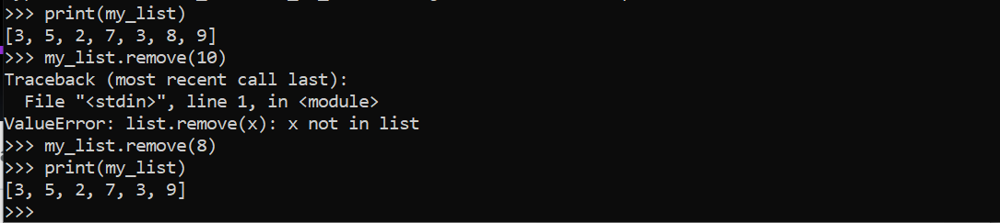 >>> print(my_list)
[3, 5, 2, 7, 3, 8, 9]
>>> my_list.remove(10)
Traceback (most recent call last):
  File "<stdin>", line 1, in <module>
ValueError: list.remove(x): x not in list
>>> my_list.remove(8)
>>> print(my_list)
[3, 5, 2, 7, 3, 9]
>>>